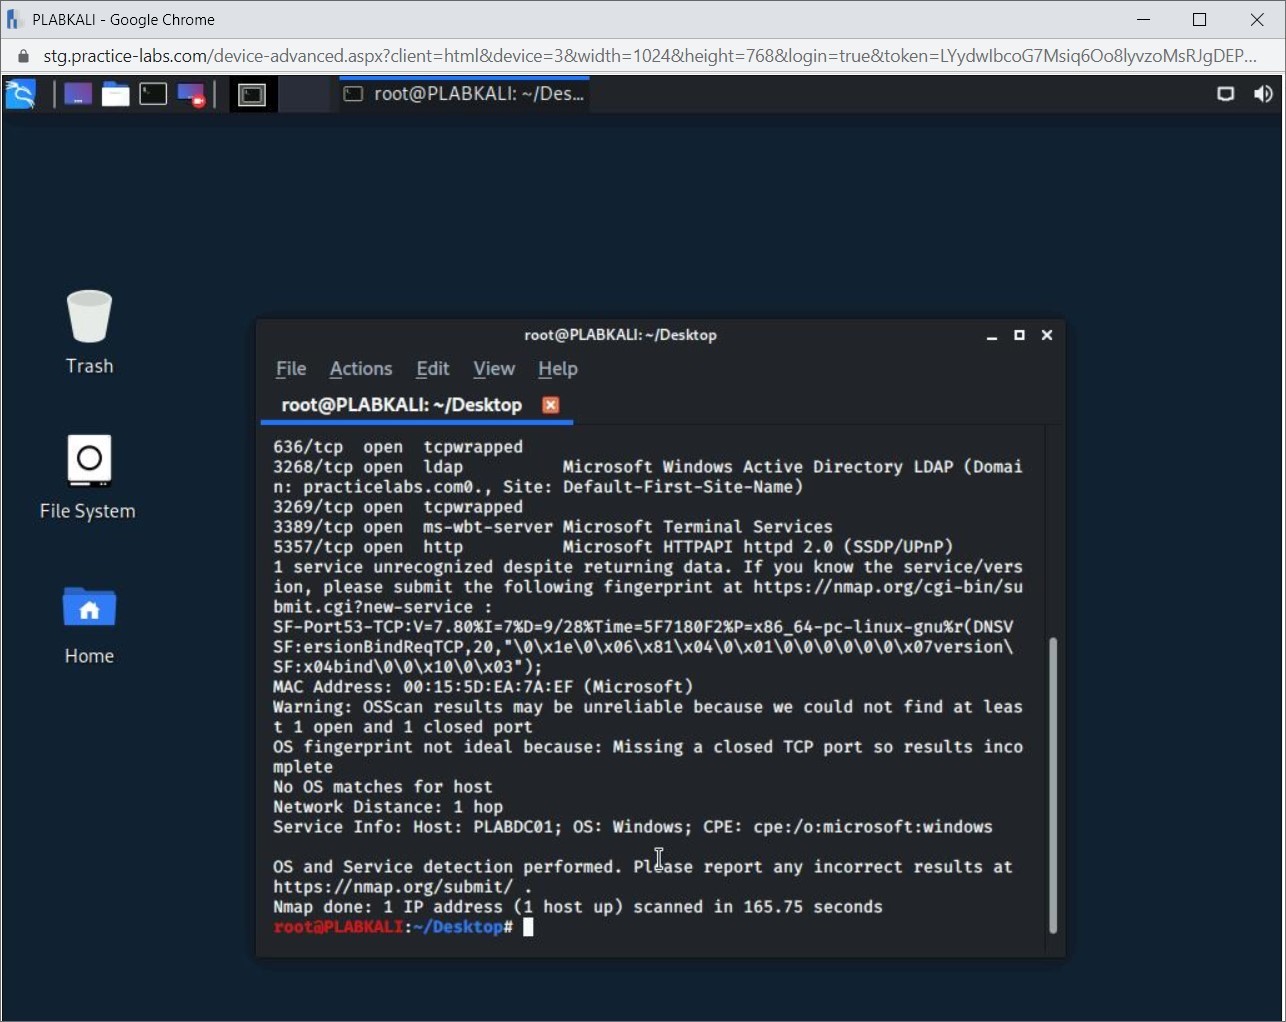 PLABKALI - Google Chrome
stg.practice-labs.com/device-advanced.aspx?client=html&device=3&width=1024&height=768&login=true&token=LYydwIbcoG7Msiq6Oo8lyvzoMsRJgDEP...
root@PLABKALI: ~/Des...
Trash
File System
Home
root@PLABKALI: ~/Desktop
File Actions Edit View Help
root@PLABKALI: ~/Desktop
636/tcp  open  tcpwrapped
3268/tcp open  ldap          Microsoft Windows Active Directory LDAP (Domai
n: practicelabs.com0., Site: Default-First-Site-Name)
3269/tcp open  tcpwrapped
3389/tcp open  ms-wbt-server Microsoft Terminal Services
5357/tcp open  http          Microsoft HTTPAPI httpd 2.0 (SSDP/UPnP)
1 service unrecognized despite returning data. If you know the service/vers
ion, please submit the following fingerprint at https://nmap.org/cgi-bin/su
bmit.cgi?new-service :
SF-Port53-TCP:V=7.80%I=7%D=9/28%Time=5F7180F2%P=x86_64-pc-linux-gnu%r(DNSV
SF:ersionBindReqTCP,20,"\0\x1e\0\x06\x81\x04\0\x01\0\0\0\0\0\0\x07version\
SF:x04bind\0\0\x10\0\x03");
MAC Address: 00:15:5D:EA:7A:EF (Microsoft)
Warning: OSScan results may be unreliable because we could not find at leas
t 1 open and 1 closed port
OS fingerprint not ideal because: Missing a closed TCP port so results inco
mplete
No OS matches for host
Network Distance: 1 hop
Service Info: Host: PLABDC01; OS: Windows; CPE: cpe:/o:microsoft:windows
OS and Service detection performed. Please report any incorrect results at
https://nmap.org/submit/ .
Nmap done: 1 IP address (1 host up) scanned in 165.75 seconds
root@PLABKALI:~/Desktop#